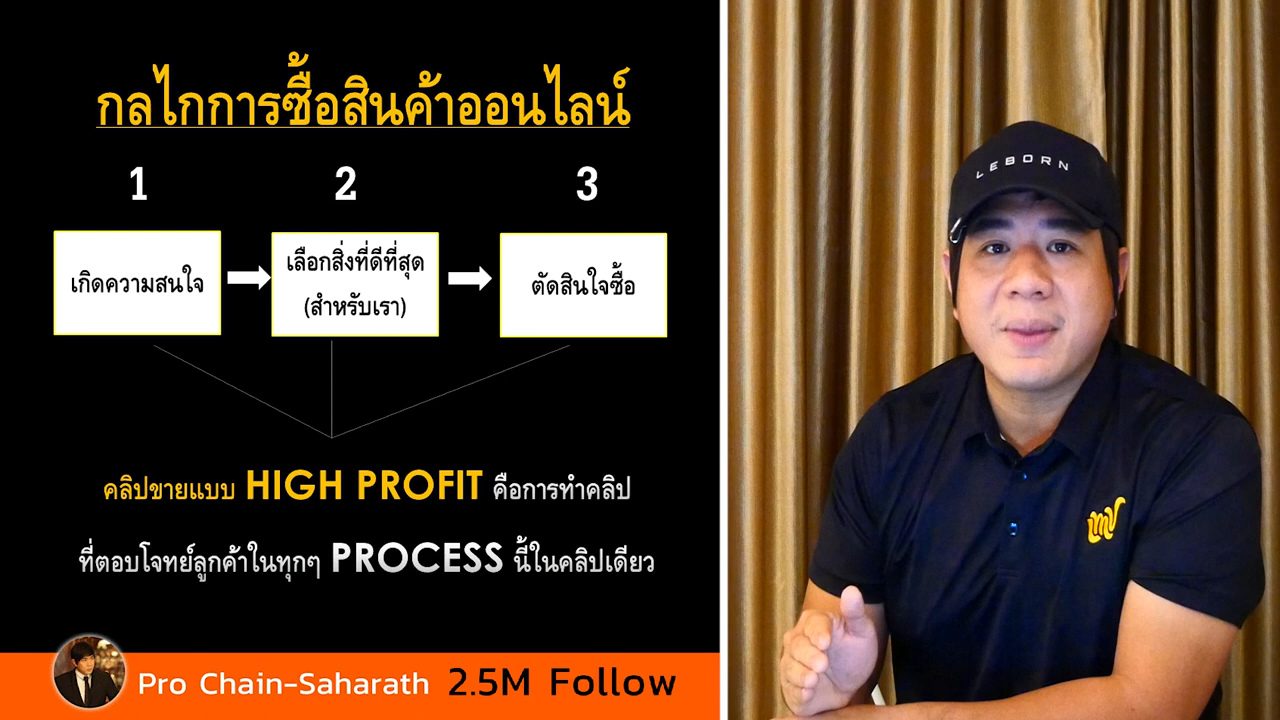 กลไกการซื้อสินค้าออนไลน์
1
2
3
เกิดความสนใจ
เลือกสิ่งที่ดีที่สุด
(สำหรับเรา)
ตัดสินใจซื้อ
คลิปขายแบบ HIGH PROFIT คือการทำคลิป
ที่ตอบโจทย์ลูกค้าในทุกๆ PROCESS นี้ในคลิปเดียว
Pro Chain-Saharath 2.5M Follow
LEBORN